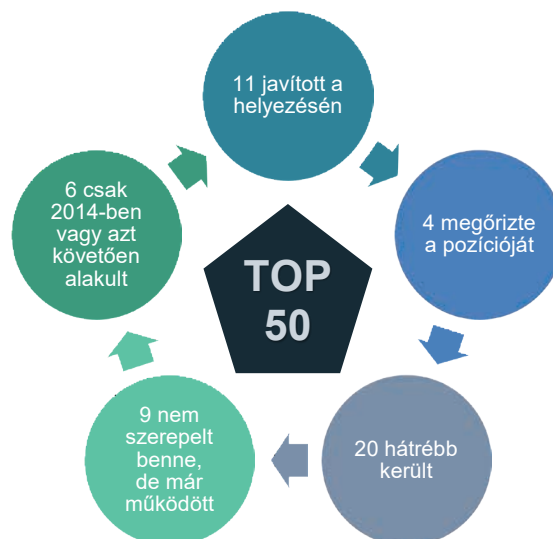 11 javított a
helyezésén
4 megőrizte
a pozícióját
20 hátrébb
került
9 nem
szerepelt
benne,
de már
működött
6 csak
2014-ben
vagy azt
követően
alakult
TOP
50